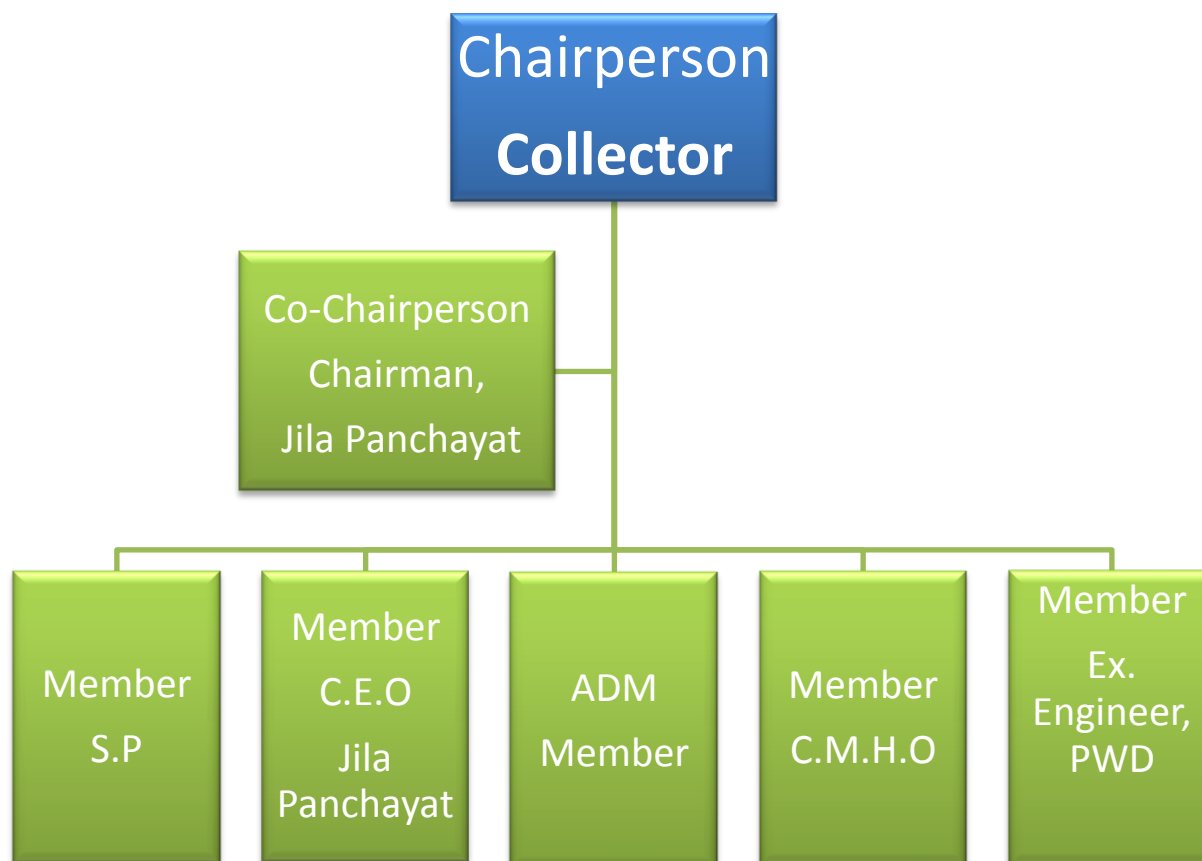 Chairperson
Collector
Co-Chairperson
Chairman,
Jila Panchayat
Member
S.P
Member
C.E.O
Jila
Panchayat
ADM
Member
Member
C.M.H.O
Member
Ex.
Engineer,
PWD